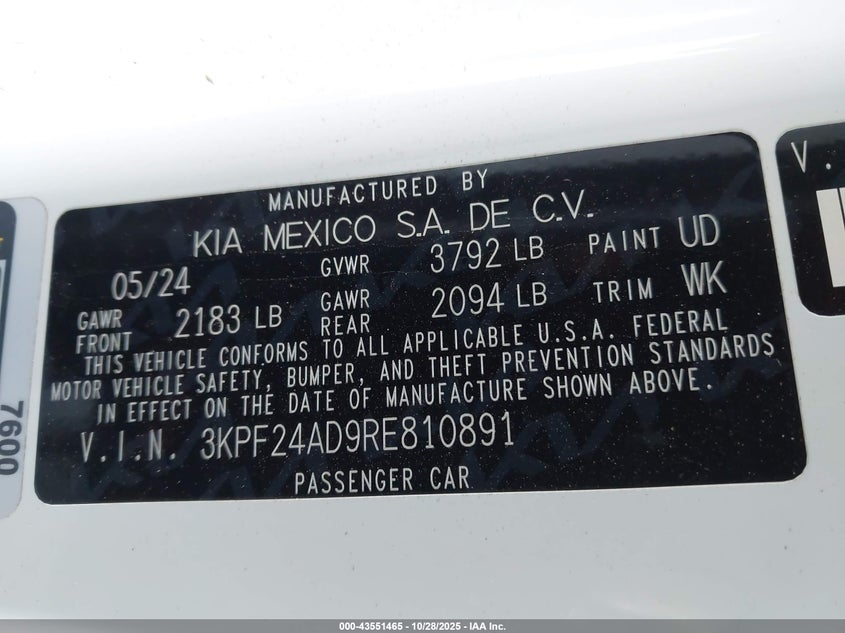 MANUFACTURED BY
KIA MEXICO S.A. DE C.V.
05/24 GVWR 3792 LB PAINT UD
GAWR FRONT 2183 LB GAWR REAR 2094 LB TRIM WK
THIS VEHICLE CONFORMS TO ALL APPLICABLE U.S.A. FEDERAL
MOTOR VEHICLE SAFETY, BUMPER, AND THEFT PREVENTION STANDARDS
IN EFFECT ON THE DATE OF MANUFACTURE SHOWN ABOVE.
V.I.N. 3KPF24AD9RE810891
PASSENGER CAR
7600
V.
000-43551465 - 10/28/2025 - IAA Inc.